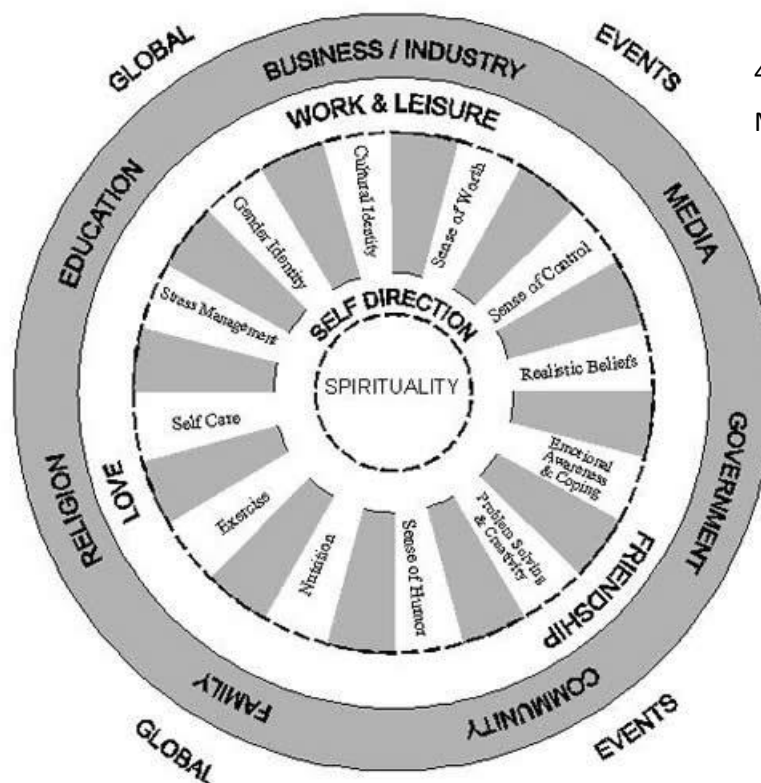 GLOBAL
EVENTS
BUSINESS / INDUSTRY
MEDIA
GOVERNMENT
COMMUNITY
FAMILY
RELIGION
EDUCATION
GLOBAL
EVENTS
WORK & LEISURE
FRIENDSHIP
LOVE
Cultural Identity
Sense of Worth
Sense of Control
Realistic Beliefs
Emotional
Awareness
& Coping
Problem Solving
& Creativity
Sense of Humor
Nutrition
Exercise
Self Care
Stress Management
Gender Identity
SELF DIRECTION
SPIRITUALITY